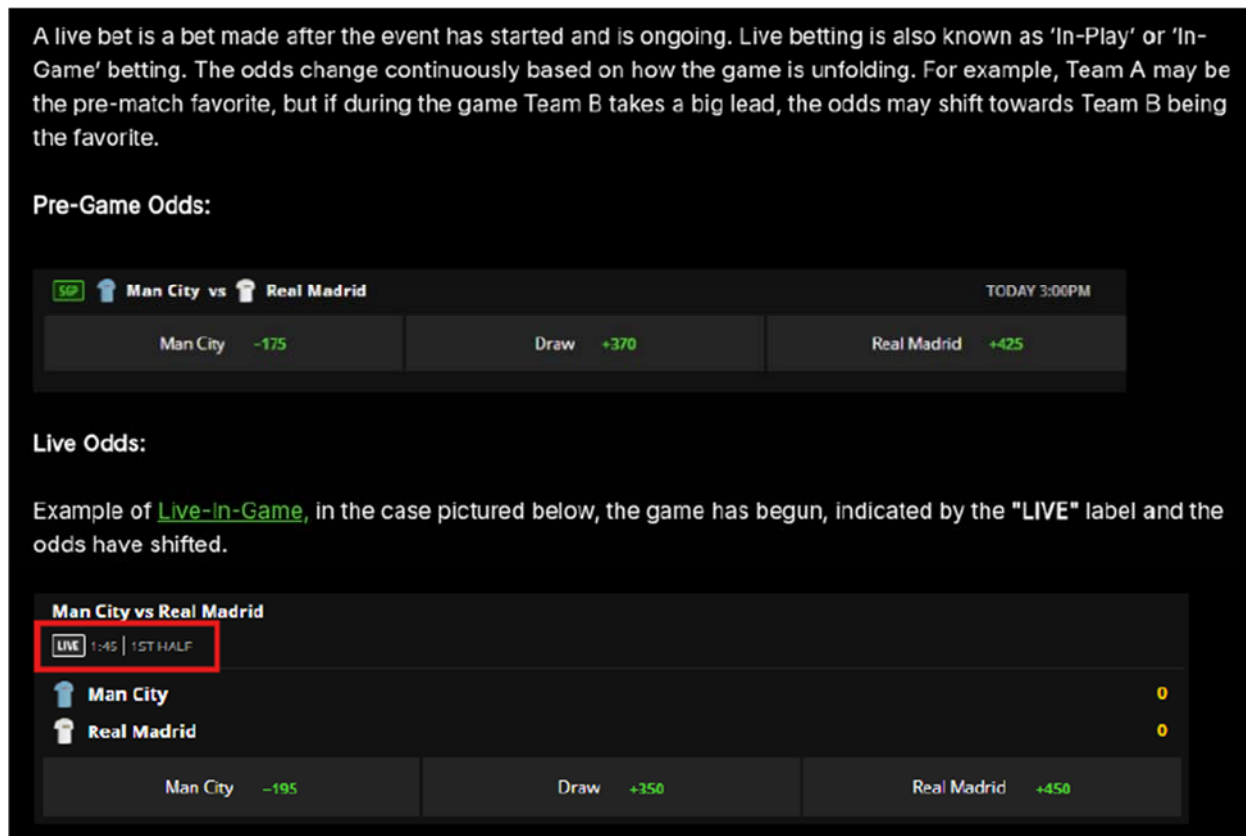 A live bet is a bet made after the event has started and is ongoing. Live betting is also known as ‘In-Play’ or ‘In-
Game’ betting. The odds change continuously based on how the game is unfolding. For example, Team A may be
the pre-match favorite, but if during the game Team B takes a big lead, the odds may shift towards Team B being
the favorite.
Pre-Game Odds:
SGP Man City vs Real Madrid TODAY 3:00PM
Man City -175 Draw +370 Real Madrid +425
Live Odds:
Example of Live-In-Game, in the case pictured below, the game has begun, indicated by the "LIVE" label and the
odds have shifted.
Man City vs Real Madrid
LIVE 1:45 | 1ST HALF
Man City 0
Real Madrid 0
Man City -195 Draw +350 Real Madrid +450